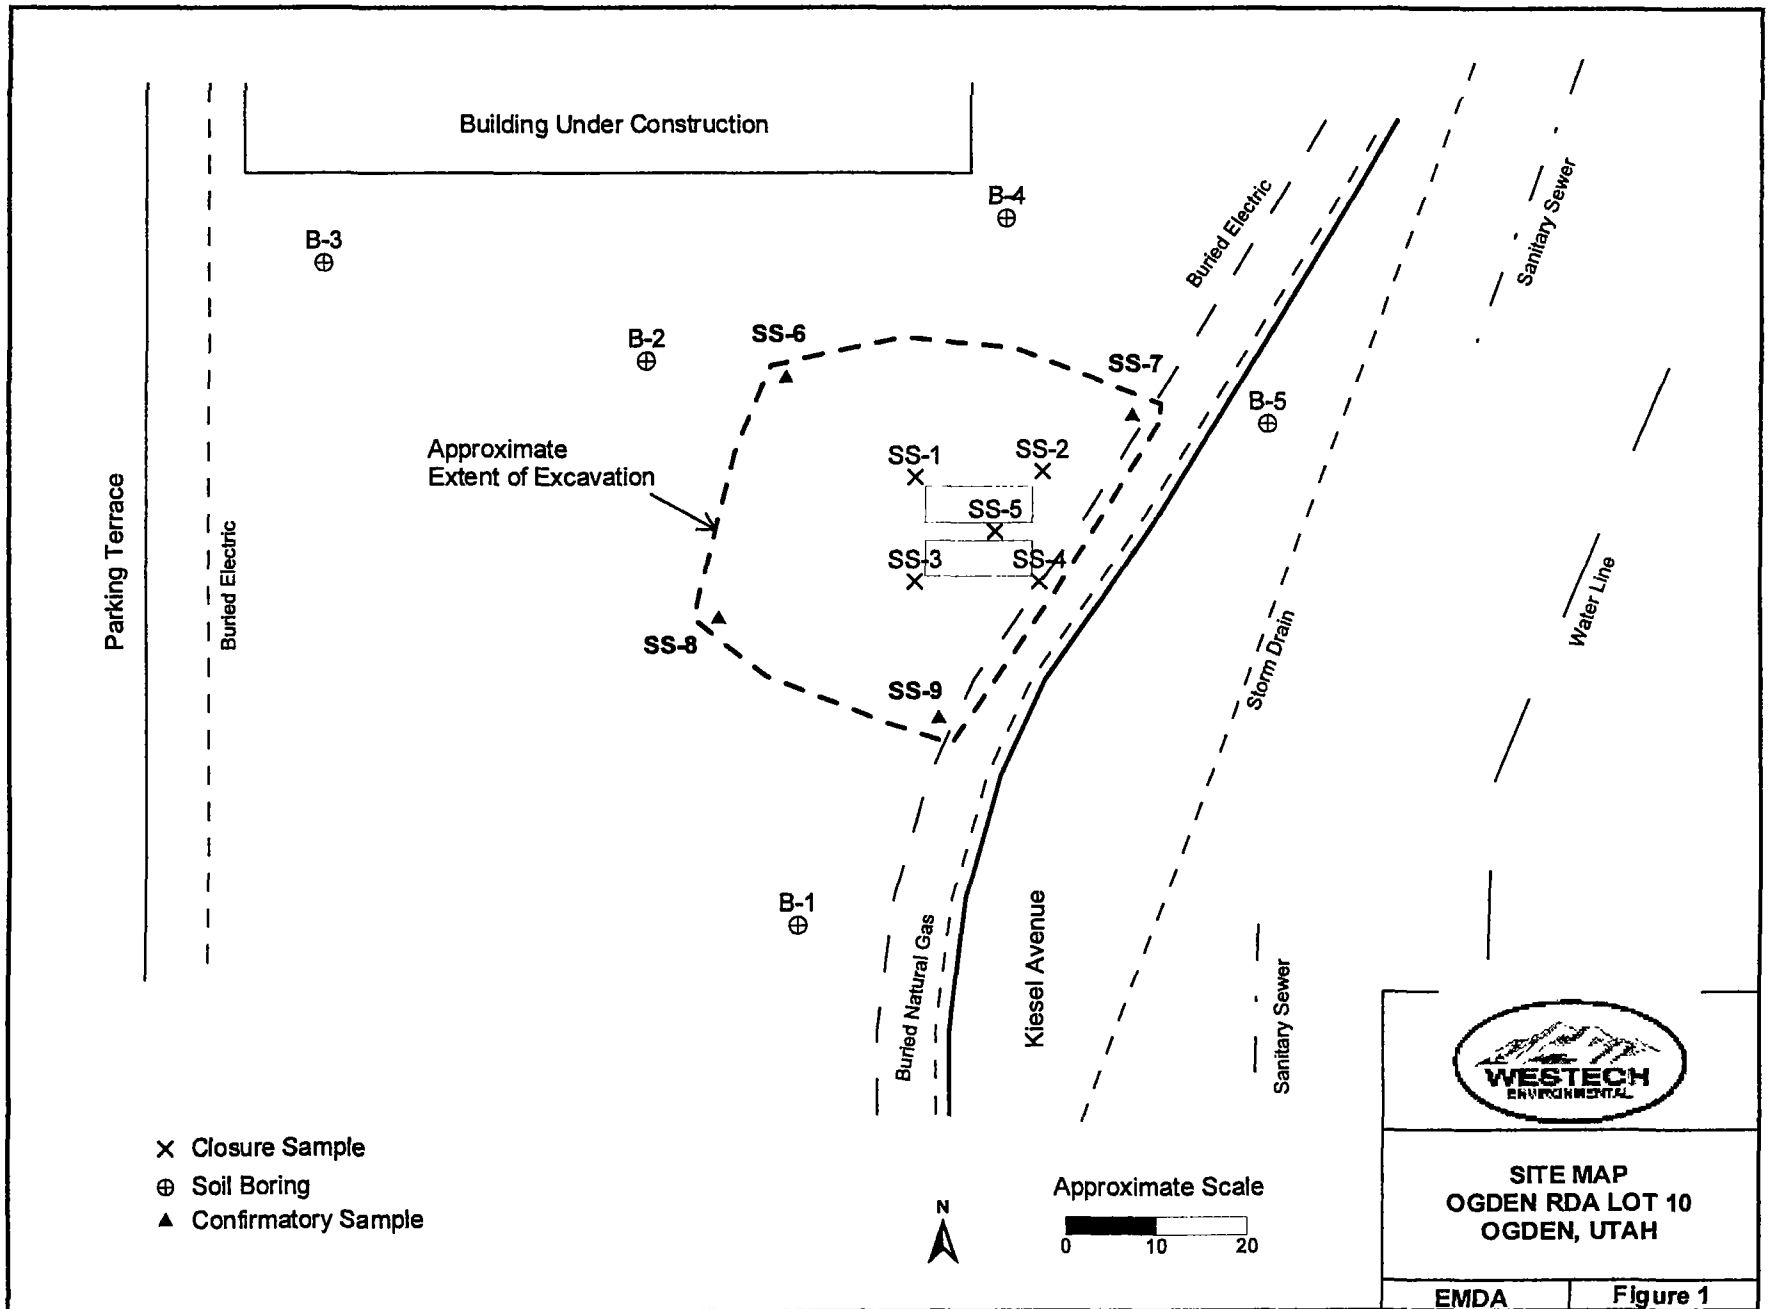 Building Under Construction
B-4
B-3
Buried Electric
Sanitary Sewer
B-2
SS-6
SS-7
B-5
Approximate
Extent of Excavation
SS-1
SS-2
SS-5
SS-3
SS-4
Parking Terrace
Buried Electric
SS-8
SS-9
Storm Drain
Water Line
B-1
Buried Natural Gas
Kiesel Avenue
Sanitary Sewer
Closure Sample
Soil Boring
Confirmatory Sample
N
Approximate Scale
0 10 20
WESTECH
ENVIRONMENTAL
SITE MAP
OGDEN RDA LOT 10
OGDEN, UTAH
EMDA
Figure 1